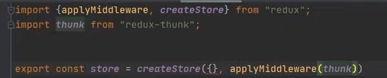 import {applyMiddleware, createStore} from "redux";
import thunk from "redux-thunk";
export const store = createStore({}, applyMiddleware(thunk))